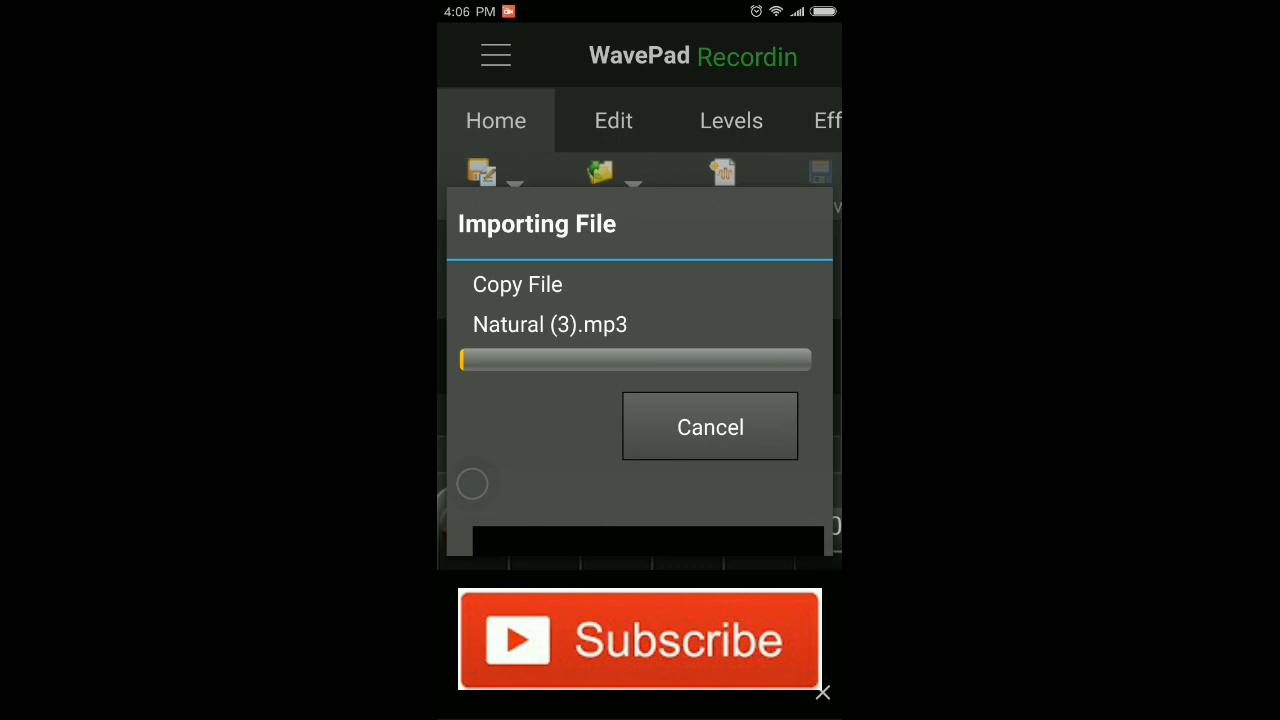 4:06 PM
WavePad Recordin
Home Edit Levels Eff
Importing File
Copy File
Natural (3).mp3
Cancel
Subscribe